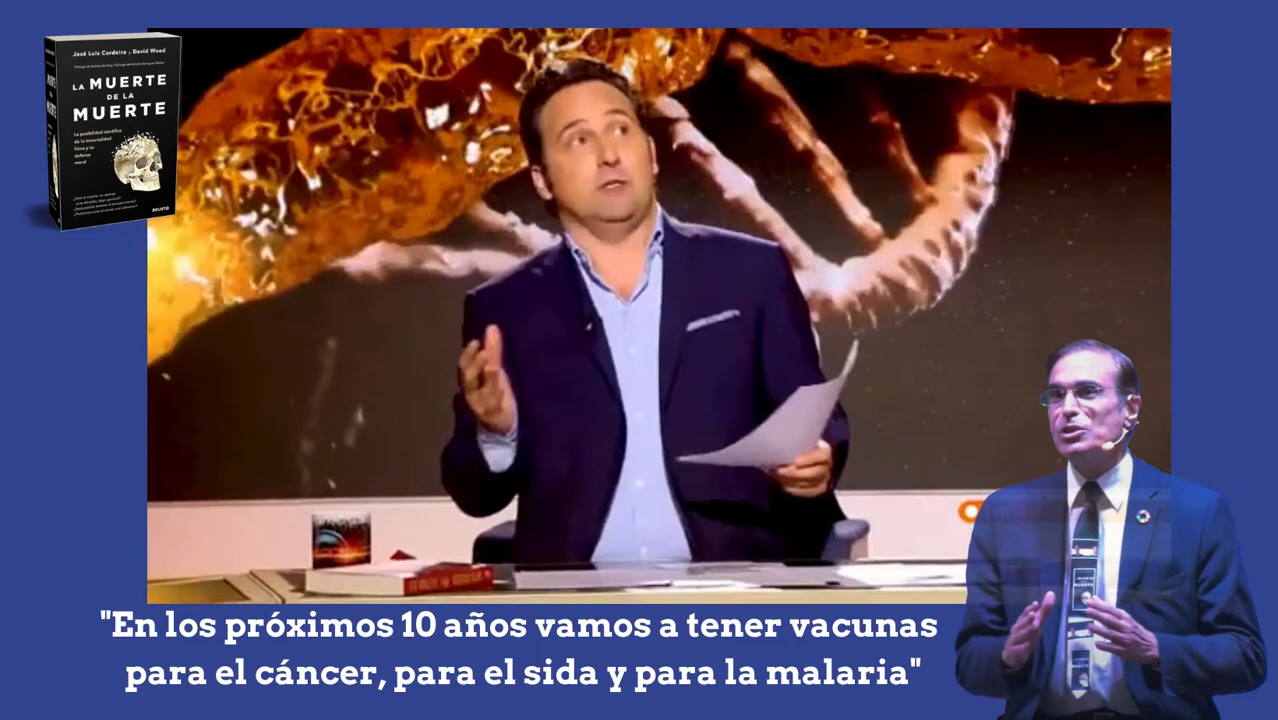 José Luis Cordeiro y David Wood
LA MUERTE
DE LA
MUERTE
La posibilidad científica
de la inmortalidad
física y su
defensa
moral
DEUSTO
"En los próximos 10 años vamos a tener vacunas
para el cáncer, para el sida y para la malaria"